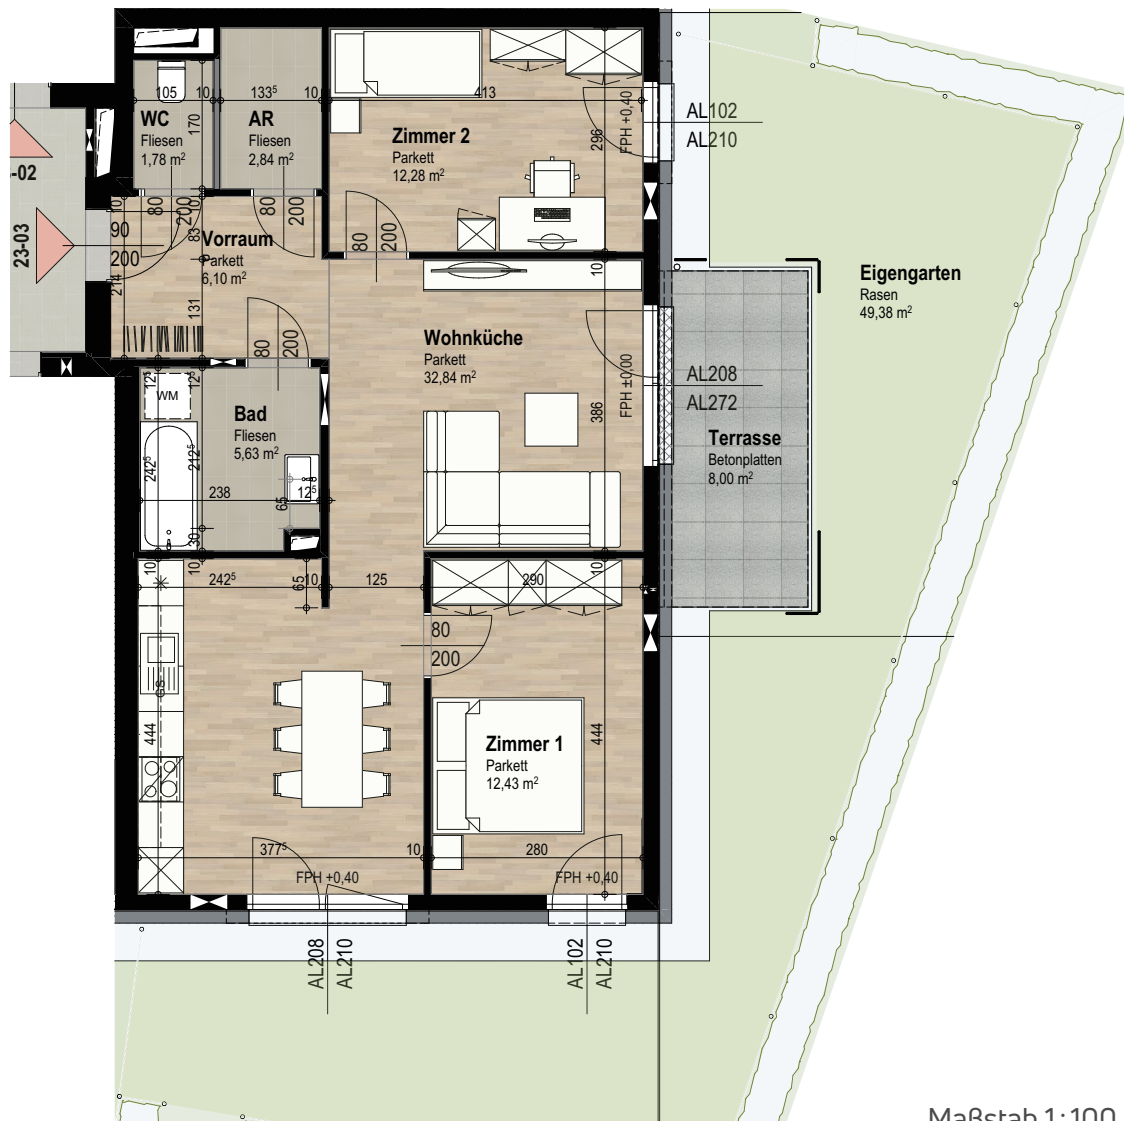 105
10
133⁵
10
413
WC
Fliesen
1,78 m²
170
AR
Fliesen
2,84 m²
Zimmer 2
Parkett
12,28 m²
296
FPH +0,40
AL102
AL210
-02
23-03
10
90
200
214
80
200
10
83
131
80
200
80
200
Vorraum
Parkett
6,10 m²
80
200
10
Wohnküche
Parkett
32,84 m²
386
FPH ±0,00
AL208
AL272
Terrasse
Betonplatten
8,00 m²
Eigengarten
Rasen
49,38 m²
12⁵
12⁵
WM
Bad
Fliesen
5,63 m²
242⁵
212⁵
238
12⁵
65
30
10
10
242⁵
65
10
125
290
10
80
200
GS
444
Zimmer 1
Parkett
12,43 m²
444
377⁵
10
280
FPH +0,40
FPH +0,40
AL208
AL210
AL102
AL210
Maßstab 1:100